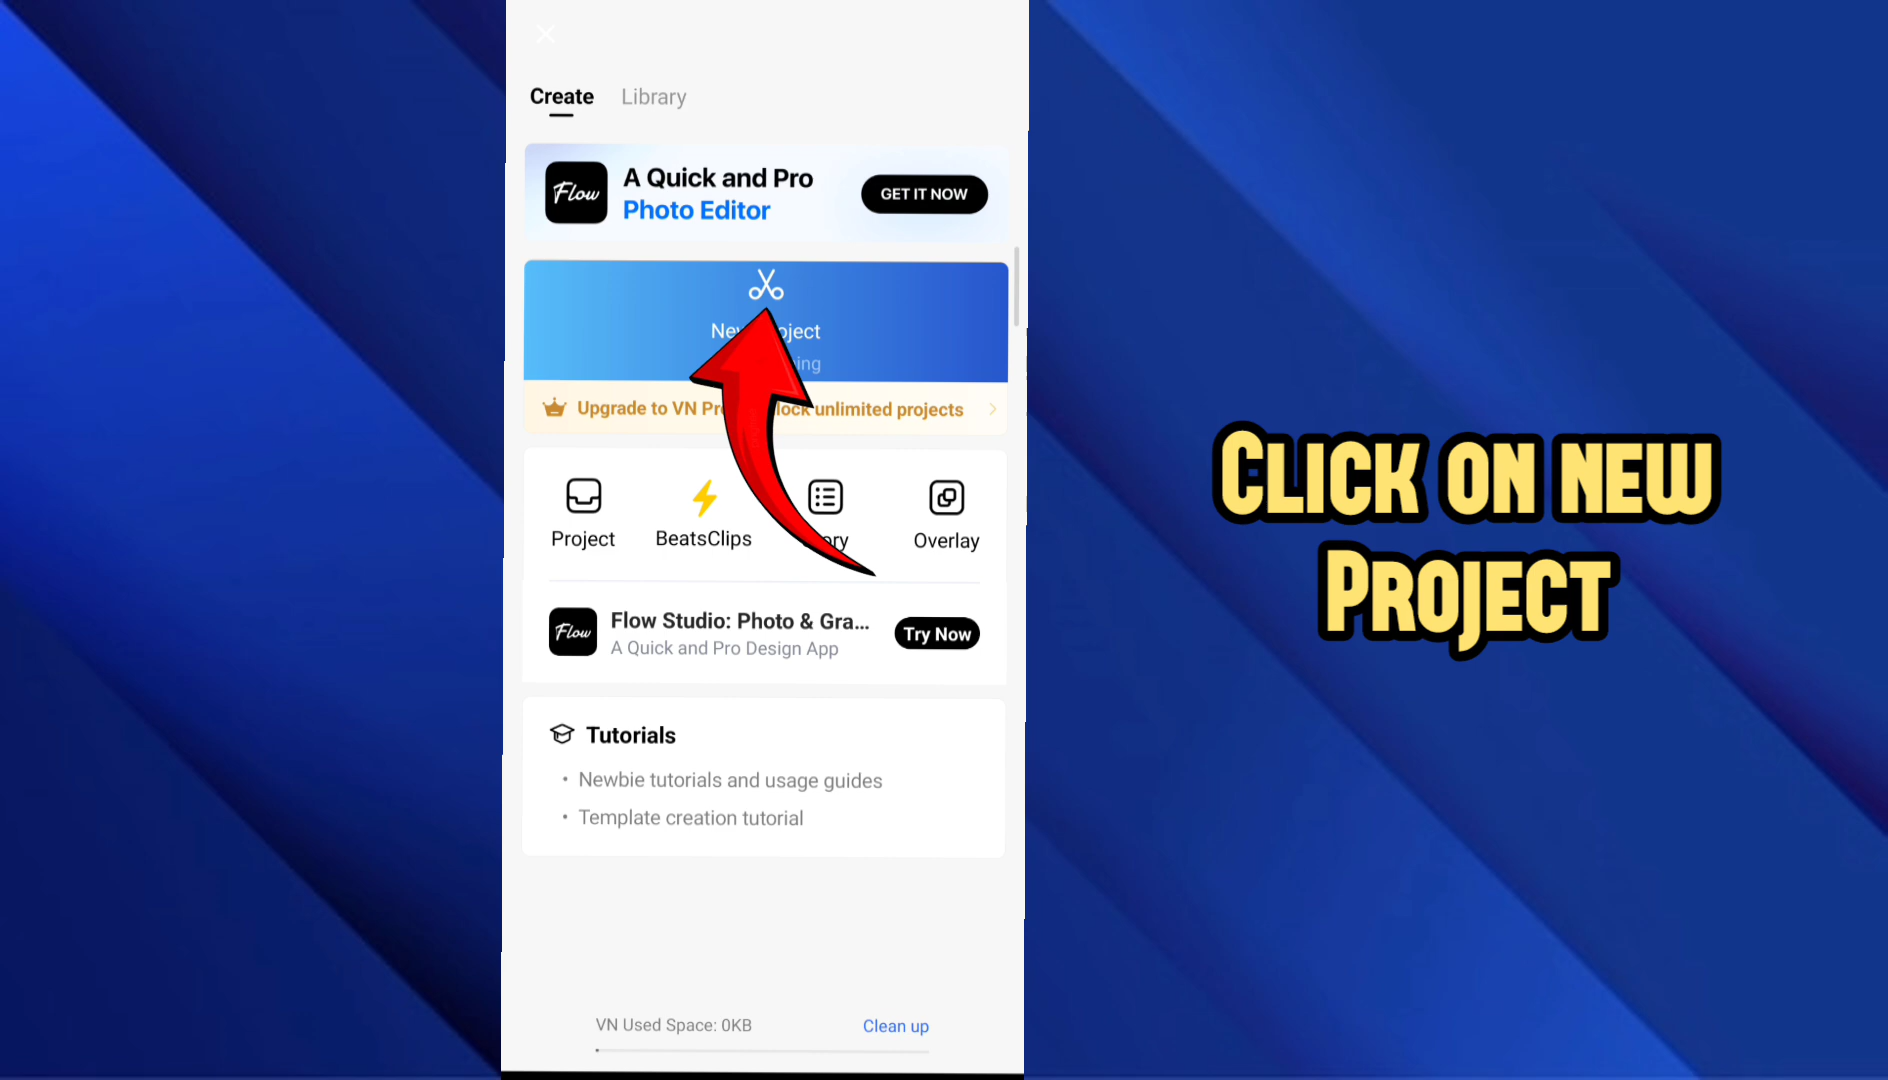 Create Library
Flow
A Quick and Pro
Photo Editor
GET IT NOW
CLICK ON NEW
PROJECT
Upgrade to VN unlimited projects
Project BeatsClips Overlay
Flow
Flow Studio: Photo & Gra...
A Quick and Pro Design App
Try Now
Tutorials
• Newbie tutorials and usage guides
• Template creation tutorial
VN Used Space: 0KB Clean up